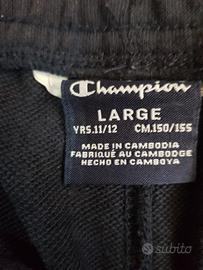 Champion
LARGE
YRS.11/12 CM.150/155
MADE IN CAMBODIA
FABRIQUÉ AU CAMBODGE
HECHO EN CAMBOYA
subito